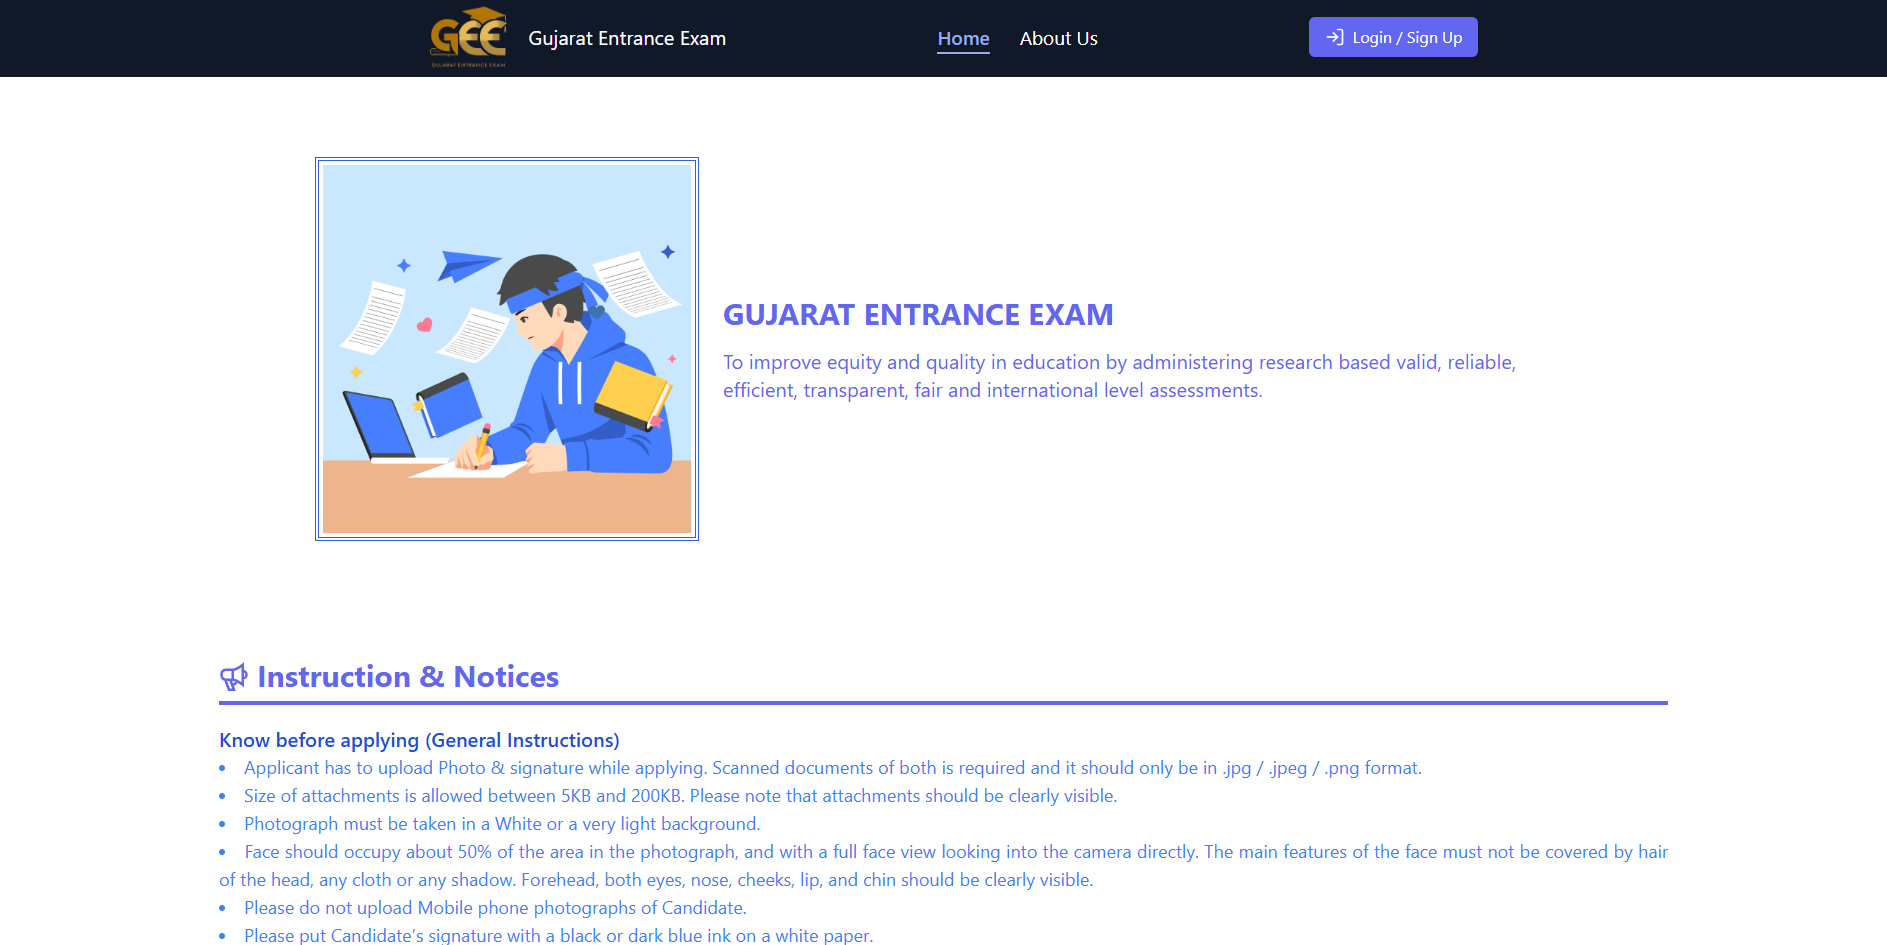 GEE
GUJARAT ENTRANCE EXAM
Gujarat Entrance Exam
Home
About Us
Login / Sign Up
GUJARAT ENTRANCE EXAM
To improve equity and quality in education by administering research based valid, reliable,
efficient, transparent, fair and international level assessments.
Instruction & Notices
Know before applying (General Instructions)
• Applicant has to upload Photo & signature while applying. Scanned documents of both is required and it should only be in .jpg / .jpeg / .png format.
• Size of attachments is allowed between 5KB and 200KB. Please note that attachments should be clearly visible.
• Photograph must be taken in a White or a very light background.
• Face should occupy about 50% of the area in the photograph, and with a full face view looking into the camera directly. The main features of the face must not be covered by hair
of the head, any cloth or any shadow. Forehead, both eyes, nose, cheeks, lip, and chin should be clearly visible.
• Please do not upload Mobile phone photographs of Candidate.
• Please put Candidate’s signature with a black or dark blue ink on a white paper.